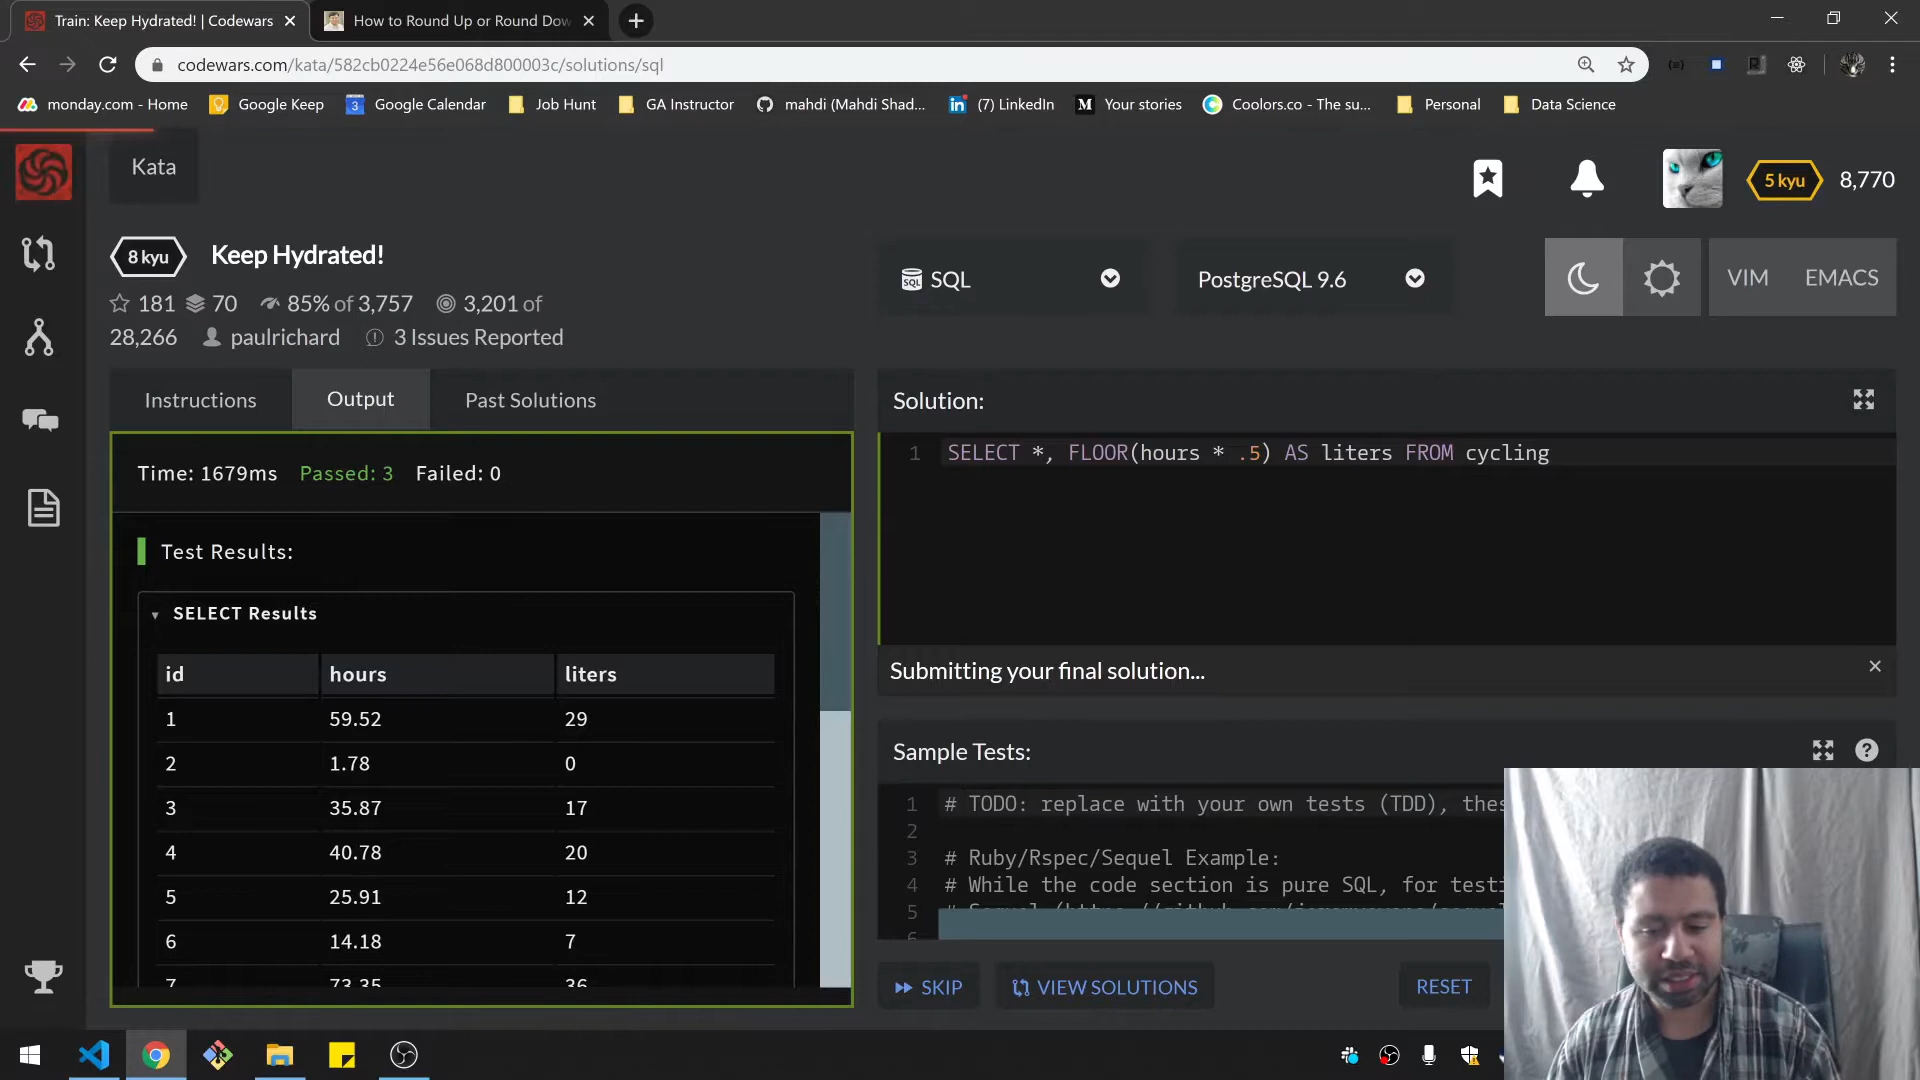 Train: Keep Hydrated! | Codewars
How to Round Up or Round Dow
codewars.com/kata/582cb0224e56e068d800003c/solutions/sql
monday.com - Home
Google Keep
Google Calendar
Job Hunt
GA Instructor
mahdi (Mahdi Shad...
(7) LinkedIn
Your stories
Coolors.co - The su...
Personal
Data Science
Kata
5 kyu
8,770
8 kyu
Keep Hydrated!
181 70 85% of 3,757 3,201 of
28,266 paulrichard 3 Issues Reported
SQL
PostgreSQL 9.6
VIM
EMACS
Instructions
Output
Past Solutions
Time: 1679ms Passed: 3 Failed: 0
Test Results:
SELECT Results
id hours liters
1 59.52 29
2 1.78 0
3 35.87 17
4 40.78 20
5 25.91 12
6 14.18 7
7 73.35 36
Solution:
1 SELECT *, FLOOR(hours * .5) AS liters FROM cycling
Submitting your final solution...
Sample Tests:
1 # TODO: replace with your own tests (TDD), thes
2
3 # Ruby/Rspec/Sequel Example:
4 # While the code section is pure SQL, for testi
5
6
SKIP
VIEW SOLUTIONS
RESET